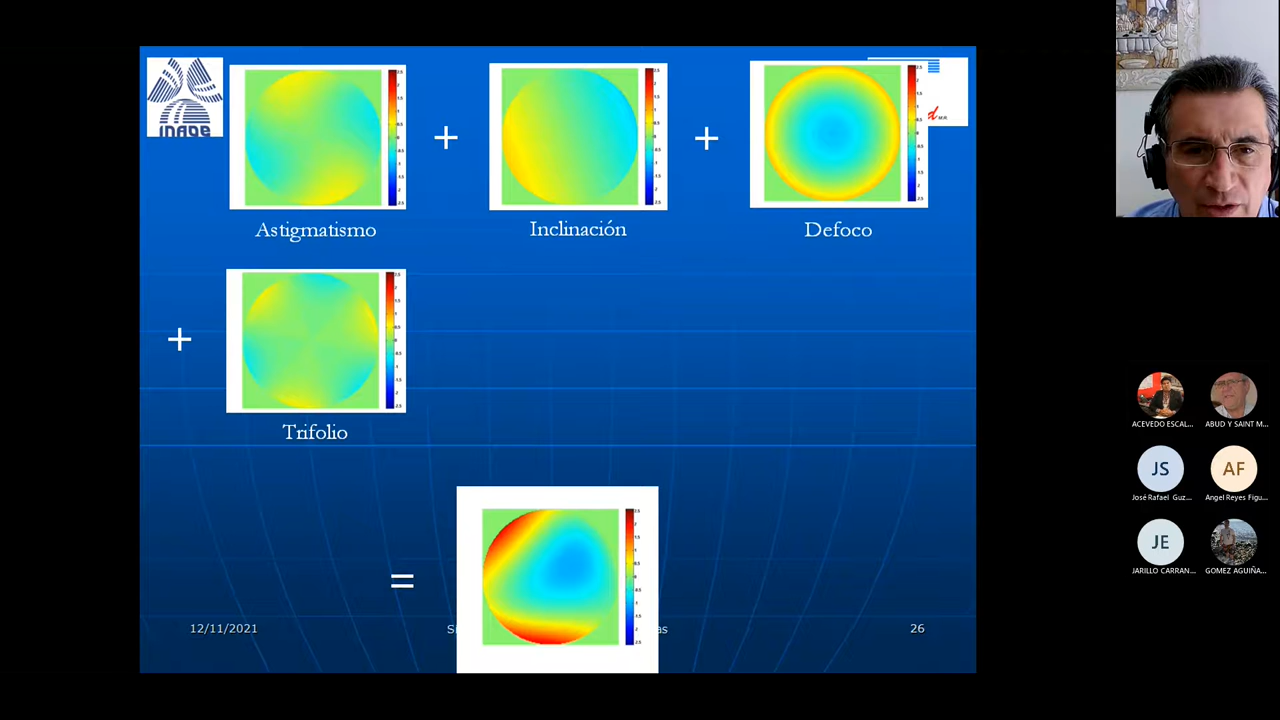 INAOE
+
+
d M.R.
Astigmatismo
Inclinación
Defoco
+
Trifolio
=
12/11/2021
26
ACEVEDO ESCAL...
ABUD Y SAINT M...
JS
AF
José Rafael Guz...
Angel Reyes Figu...
JE
JARILLO CARRAN...
GOMEZ AGUIÑA...